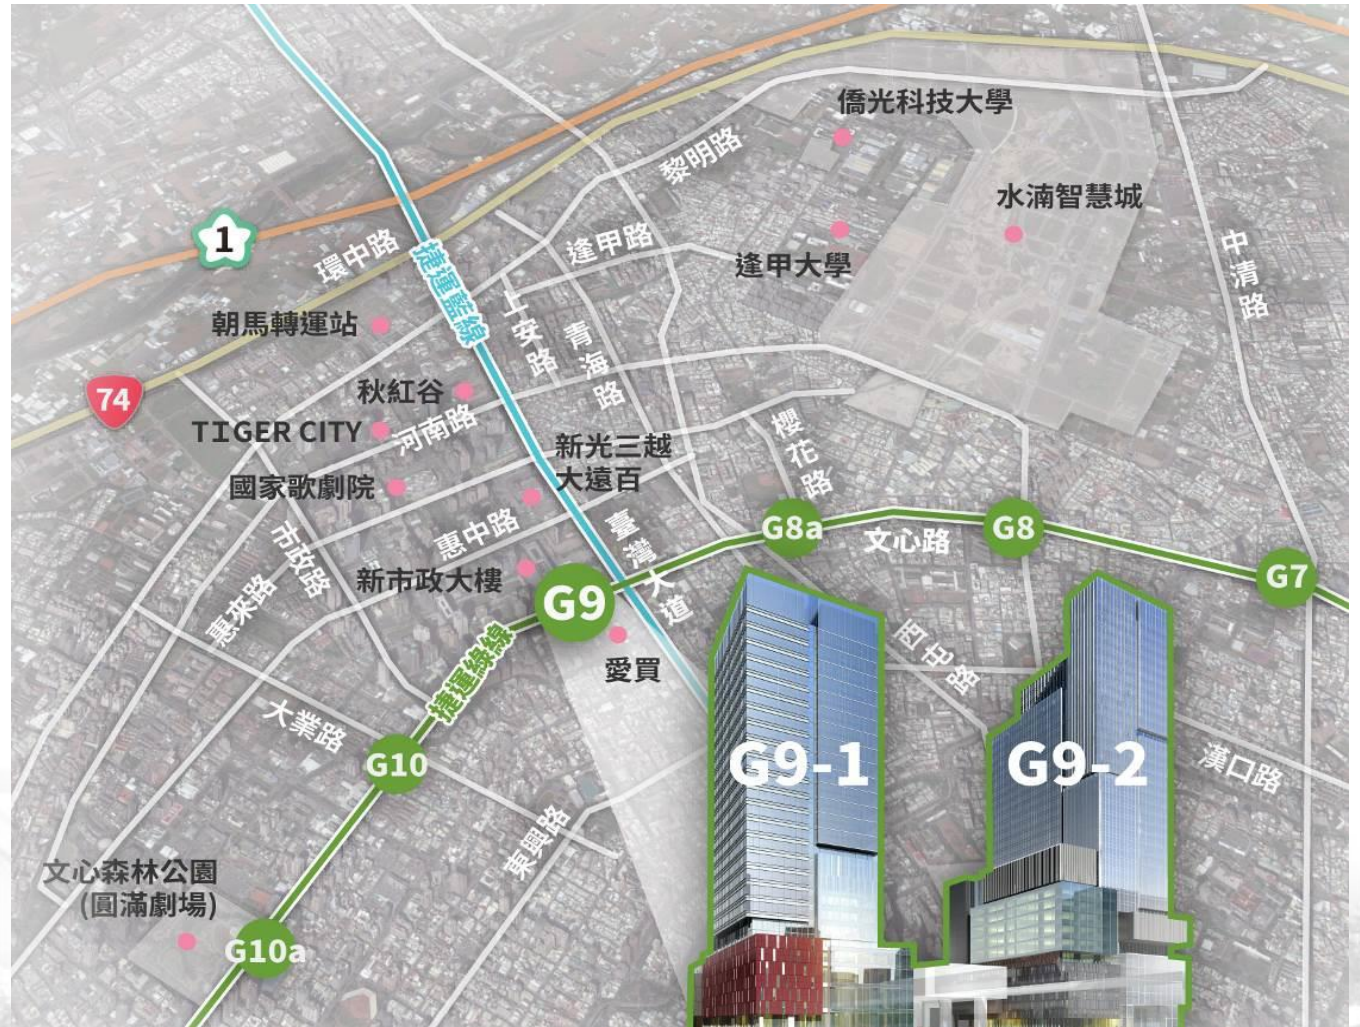 僑光科技大學
黎明路
水湳智慧城
1
環中路
捷運藍線
逢甲路
逢甲大學
中清路
朝馬轉運站
上安路
青海路
74
秋紅谷
TIGER CITY
河南路
新光三越
大遠百
櫻花路
國家歌劇院
惠中路
臺灣大道
市政路
G8a
文心路
G8
G7
新市政大樓
G9
惠來路
愛買
捷運綠線
大業路
G10
G9-1
G9-2
漢口路
東興路
文心森林公園
(圓滿劇場)
G10a